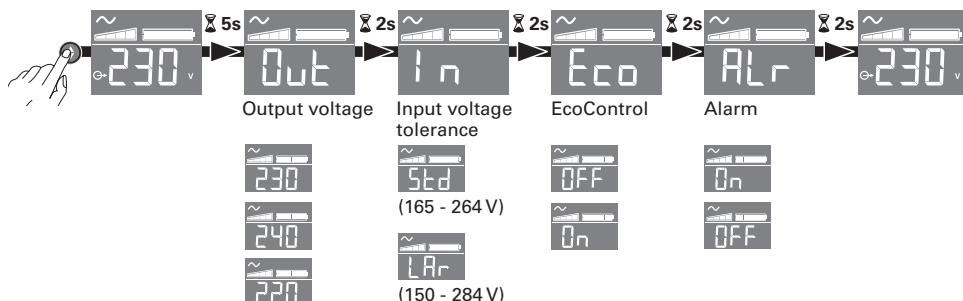 5s 2s 2s 2s 2s
230 v Out In Eco ALr 230 v
Output voltage Input voltage tolerance EcoControl Alarm
230 Std OFF On
(165 - 264 V)
240 On OFF
LAr
220 (150 - 284 V)